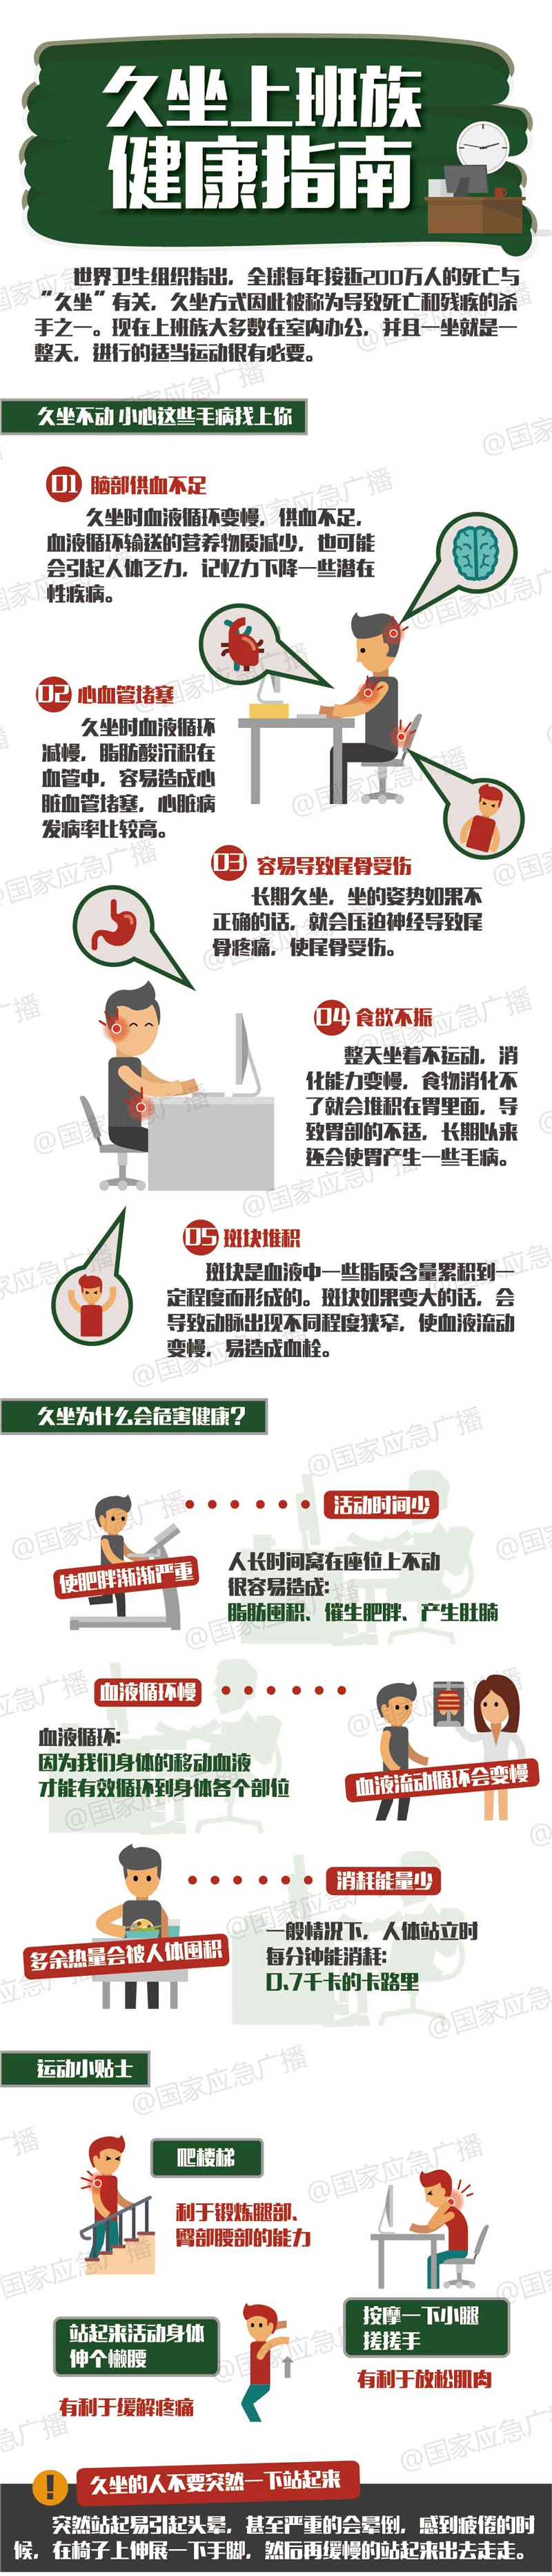 久坐上班族
健康指南
世界卫生组织指出，全球每年接近200万人的死亡与
“久坐”有关，久坐方式因此被称为导致死亡和残疾的杀
手之一。现在上班族大多数在室内办公，并且一坐就是一
整天，进行的适当运动很有必要。
久坐不动 小心这些毛病找上你
01 脑部供血不足
久坐时血液循环变慢，供血不足，
血液循环输送的营养物质减少，也可能
会引起人体乏力，记忆力下降一些潜在
性疾病。
02 心血管堵塞
久坐时血液循环
减慢，脂肪酸沉积在
血管中，容易造成心
脏血管堵塞，心脏病
发病率比较高。
03 容易导致尾骨受伤
长期久坐，坐的姿势如果不
正确的话，就会压迫神经导致尾
骨疼痛，使尾骨受伤。
04 食欲不振
整天坐着不运动，消
化能力变慢，食物消化不
了就会堆积在胃里面，导
致胃部的不适，长期以来
还会使胃产生一些毛病。
05 斑块堆积
斑块是血液中一些脂质含量累积到一
定程度而形成的。斑块如果变大的话，会
导致动脉出现不同程度狭窄，使血液流动
变慢，易造成血栓。
久坐为什么会危害健康？
活动时间少
使肥胖渐渐严重
人长时间窝在座位上不动
很容易造成：
脂肪囤积、催生肥胖、产生肚腩
血液循环慢
血液循环：
因为我们身体的移动血液
才能有效循环到身体各个部位
血液流动循环会变慢
消耗能量少
多余热量会被人体囤积
一般情况下，人体站立时
每分钟能消耗：
0.7千卡的卡路里
运动小贴士
爬楼梯
利于锻炼腿部、
臀部腰部的能力
按摩一下小腿
搓搓手
有利于放松肌肉
站起来活动身体
伸个懒腰
有利于缓解疼痛
！ 久坐的人不要突然一下站起来
突然站起易引起头晕，甚至严重的会晕倒，感到疲倦的时
候，在椅子上伸展一下手脚，然后再缓慢的站起来出去走走。
@国家应急广播